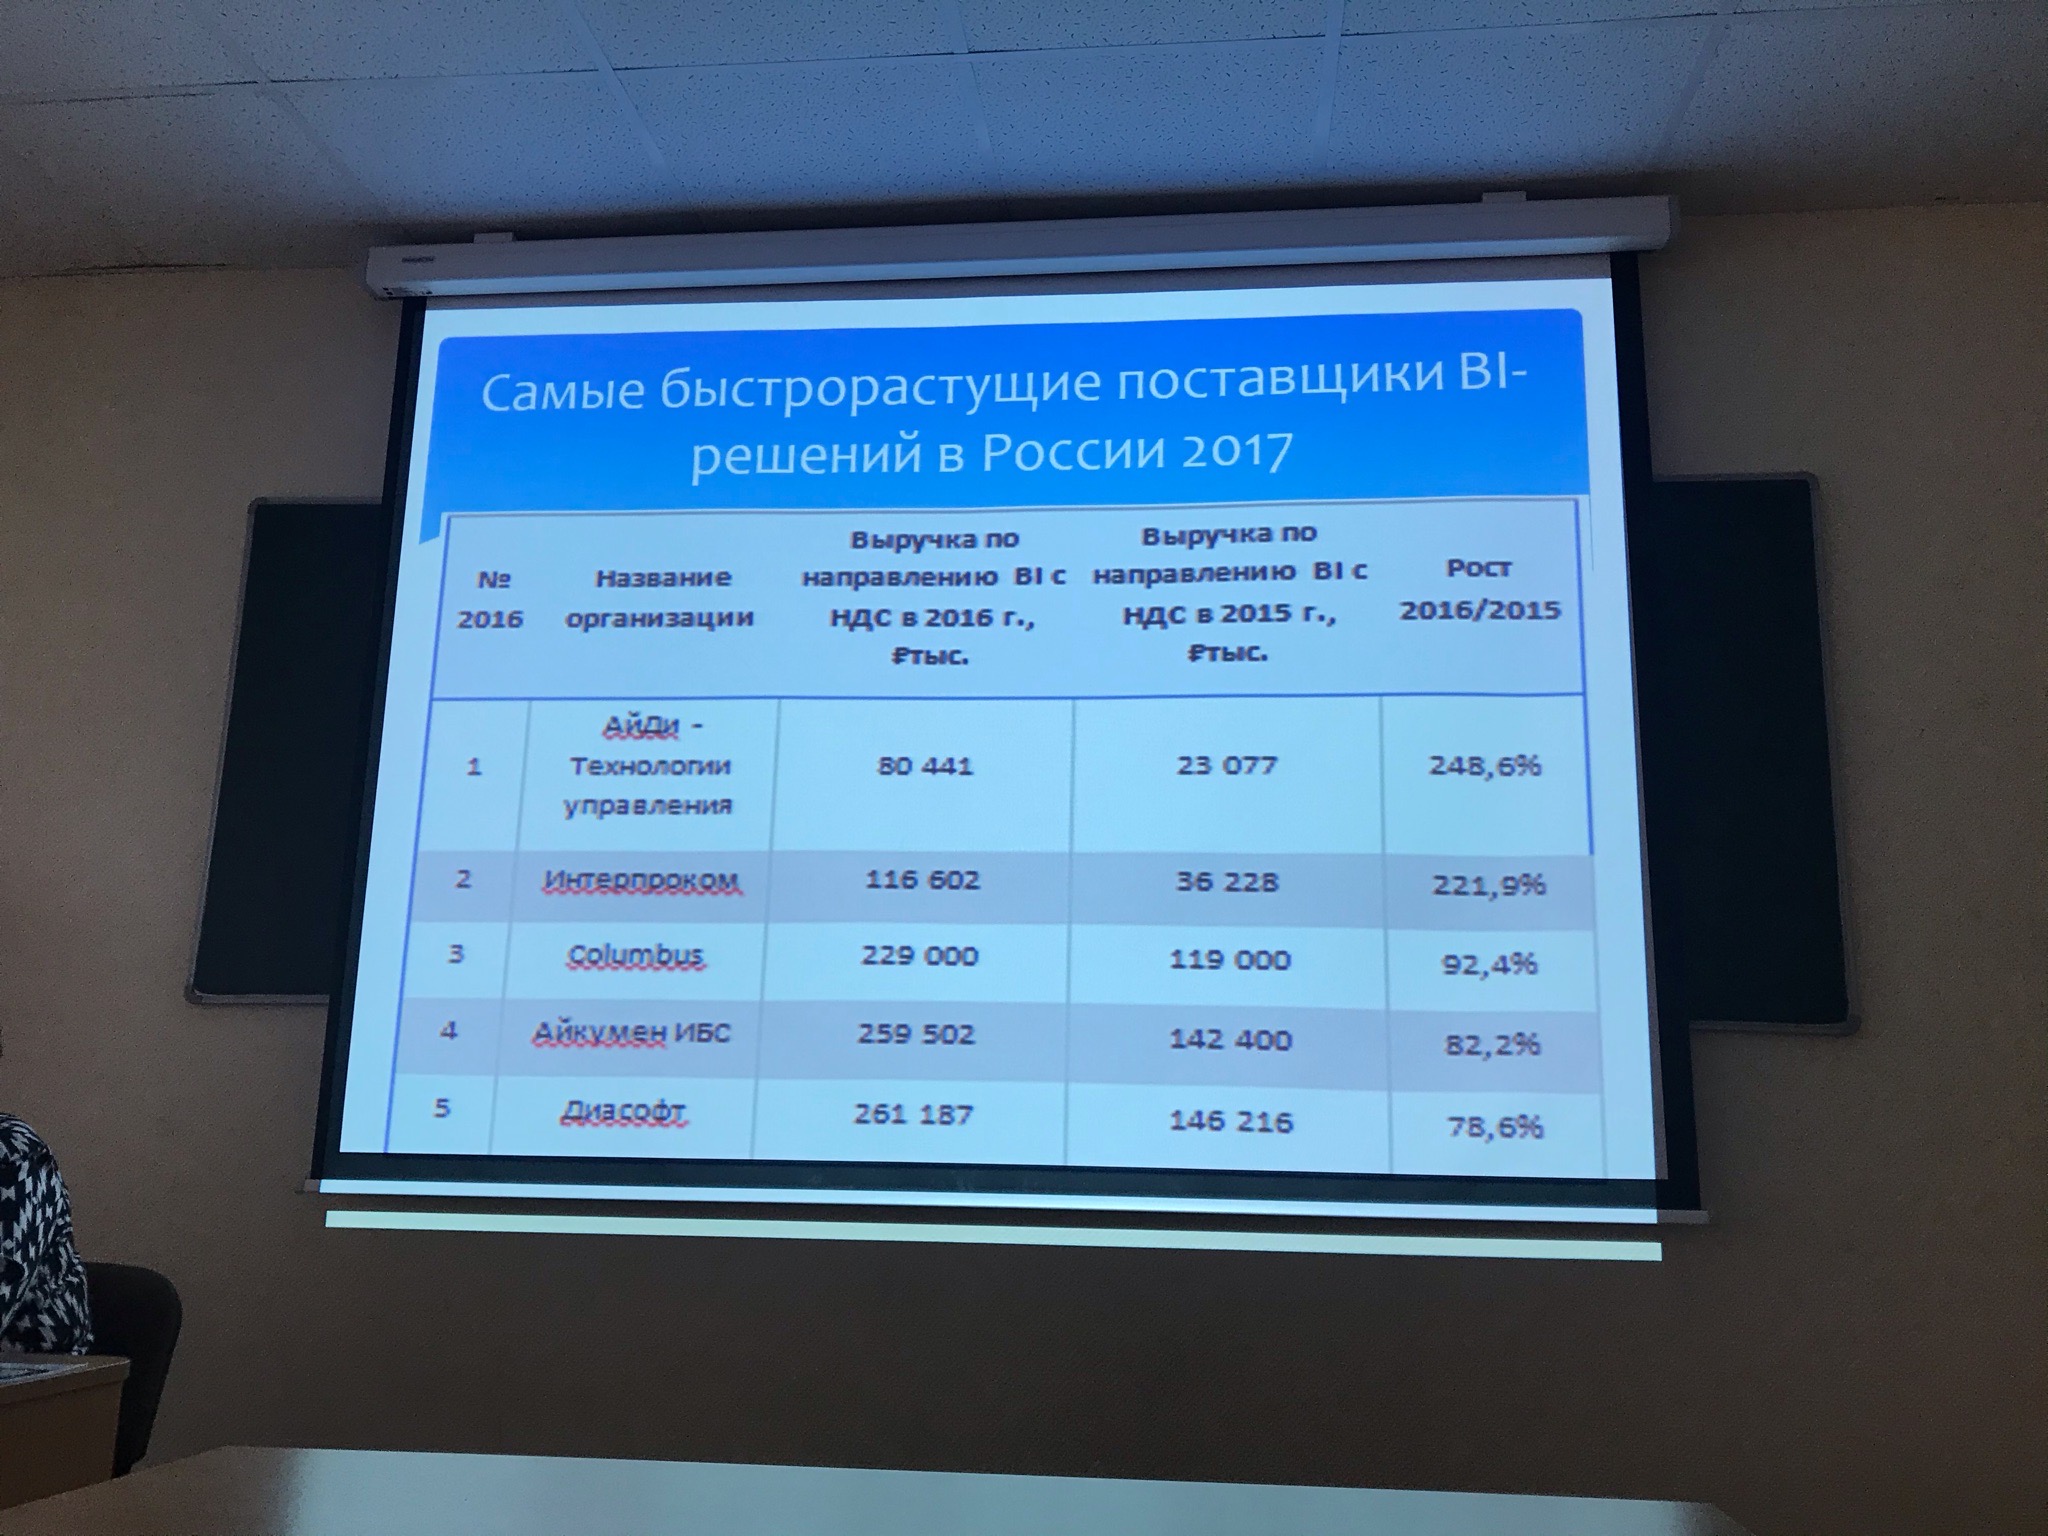 Самые быстрорастущие поставщики BI-
решений в России 2017
№
2016
Название
организации
Выручка по
направлению BI с
НДС в 2016 г.,
₽тыс.
Выручка по
направлению BI с
НДС в 2015 г.,
₽тыс.
Рост
2016/2015
1
АйДи -
Технологии
управления
80 441
23 077
248,6%
2
Интерпроком
116 602
36 228
221,9%
3
Columbus
229 000
119 000
92,4%
4
Айкумен ИБС
259 502
142 400
82,2%
5
Диасофт
261 187
146 216
78,6%